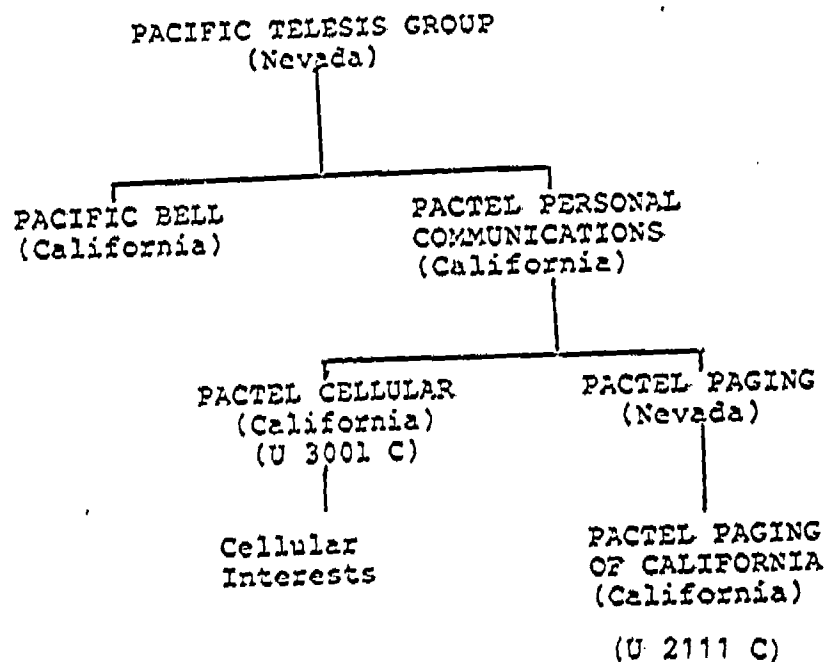 PACIFIC TELESIS GROUP
(Nevada)
PACIFIC BELL
(California)
PACTEL PERSONAL
COMMUNICATIONS
(California)
PACTEL CELLULAR
(California)
(U 3001 C)
Cellular
Interests
PACTEL PAGING
(Nevada)
PACTEL PAGING
OF CALIFORNIA
(California)
(U 2111 C)